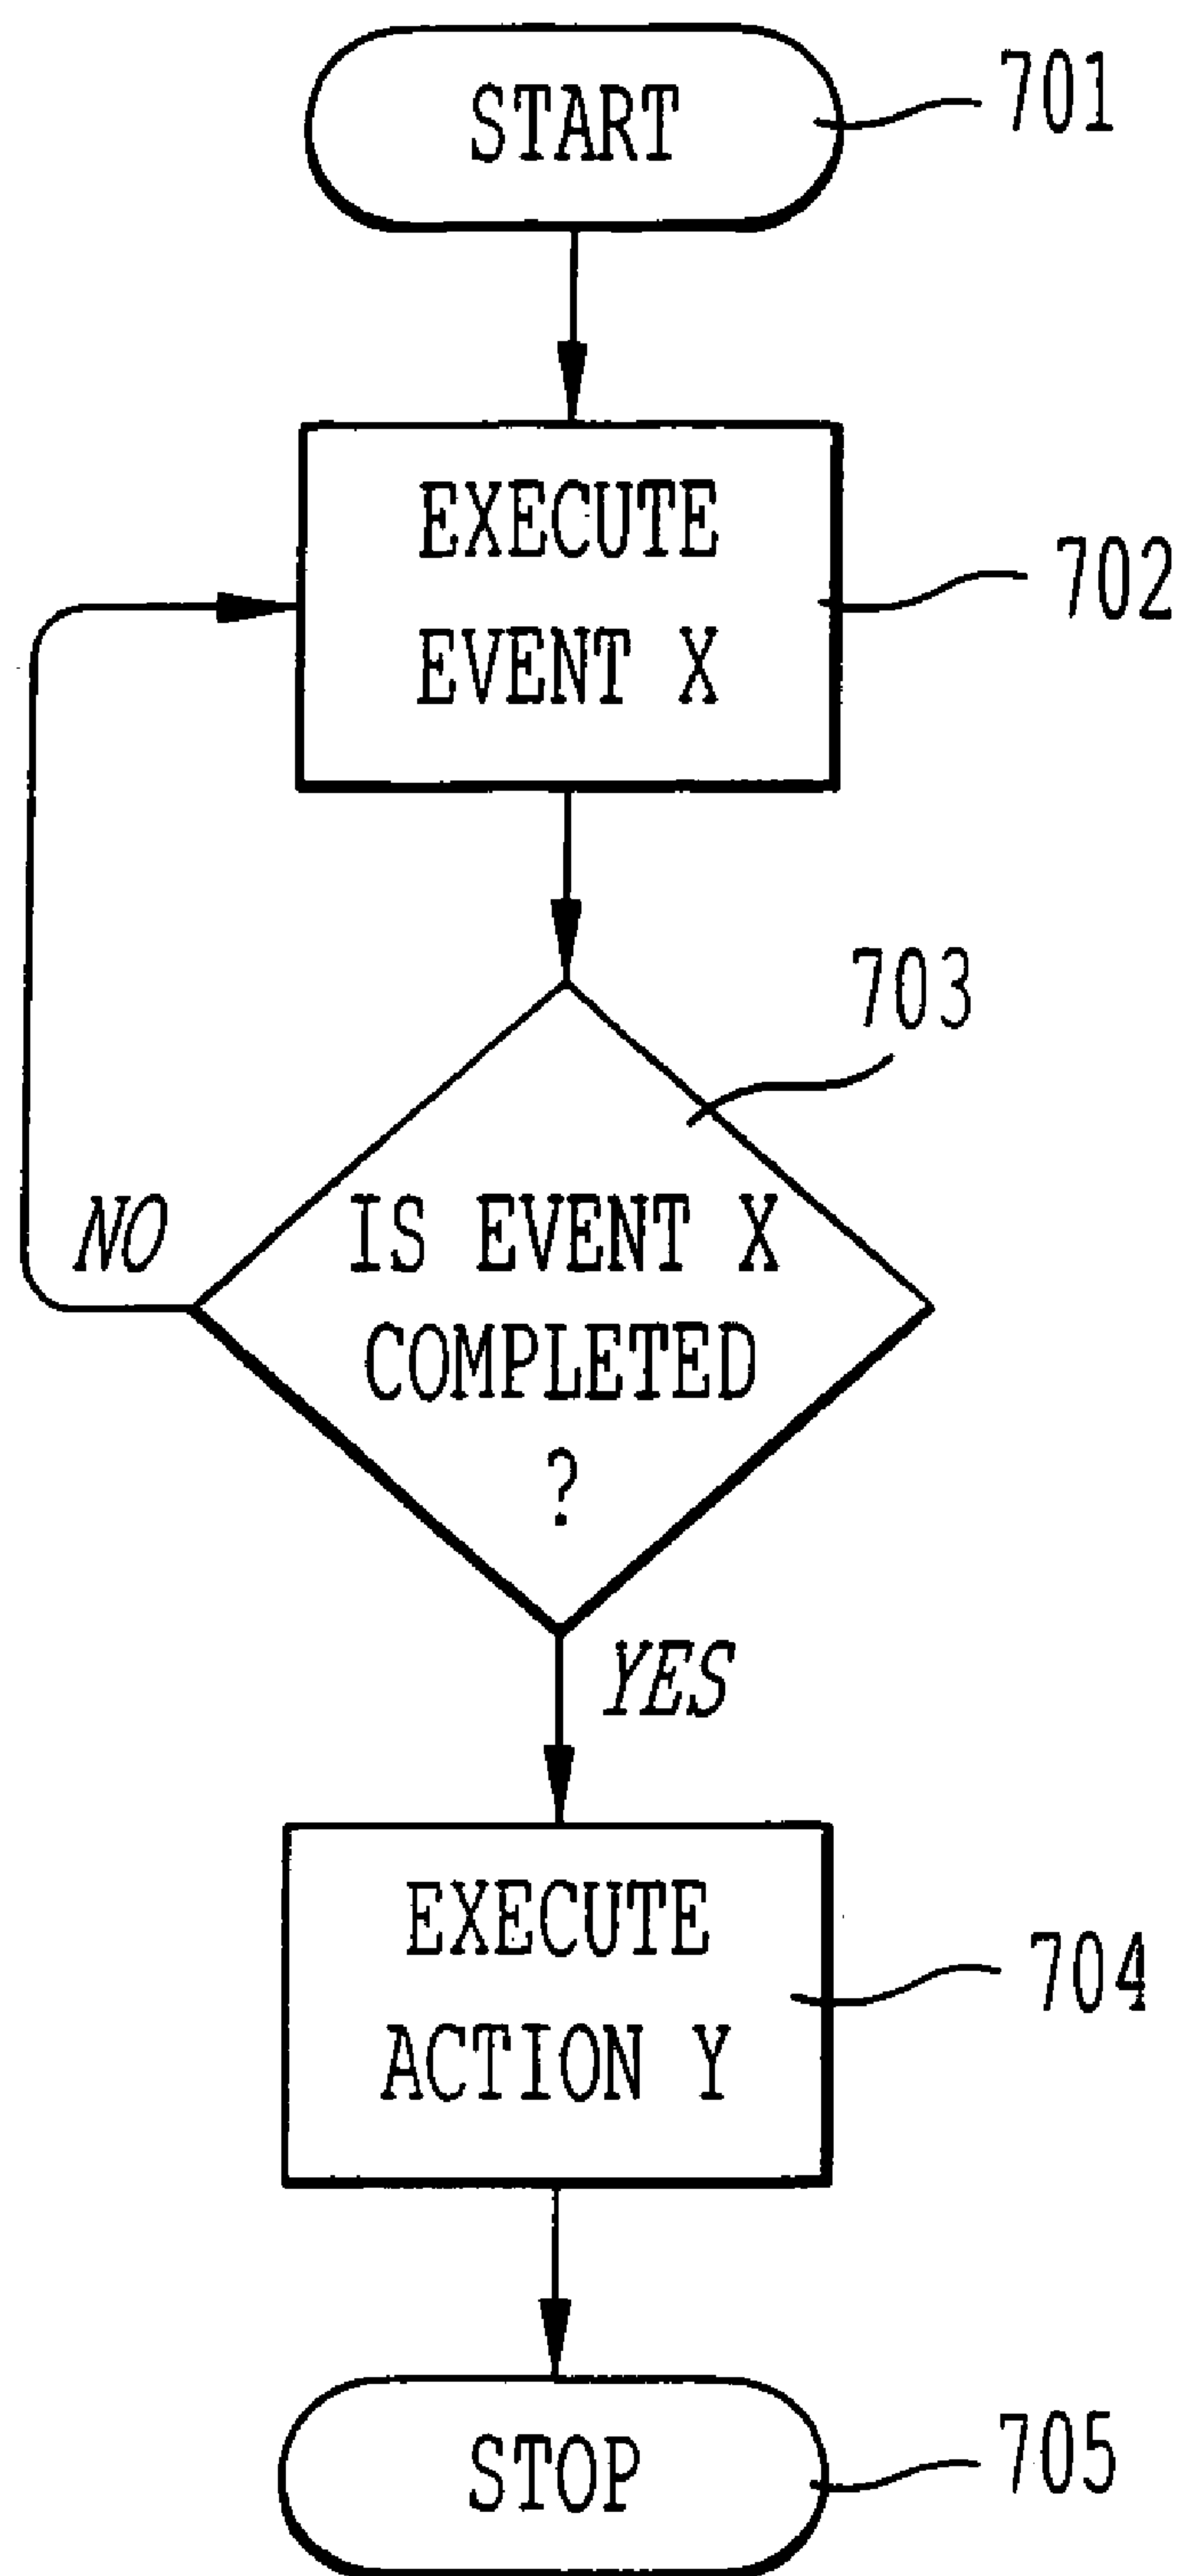 START
701
EXECUTE
EVENT X
702
703
NO
IS EVENT X
COMPLETED
?
YES
EXECUTE
ACTION Y
704
STOP
705